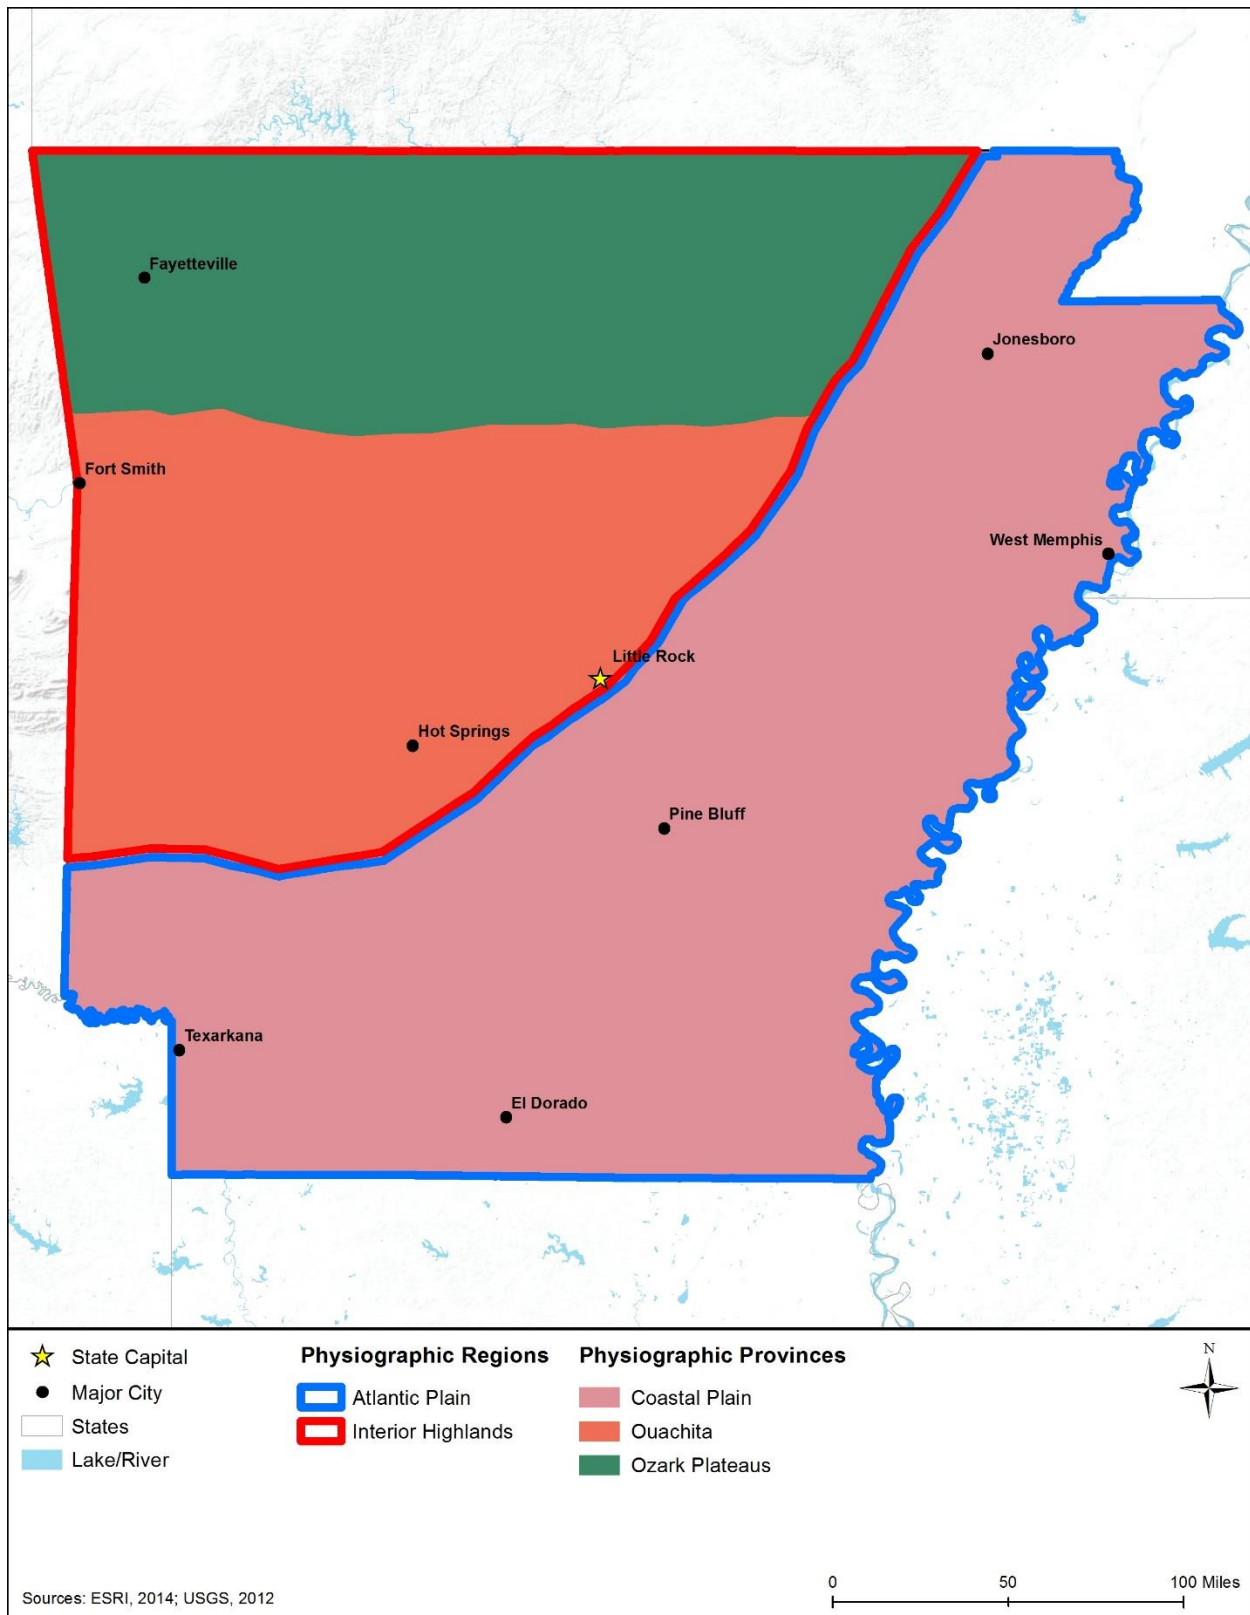 Fayetteville
Jonesboro
Fort Smith
West Memphis
Little Rock
Hot Springs
Pine Bluff
Texarkana
El Dorado
State Capital
Major City
States
Lake/River
Physiographic Regions
Atlantic Plain
Interior Highlands
Physiographic Provinces
Coastal Plain
Ouachita
Ozark Plateaus
N
Sources: ESRI, 2014; USGS, 2012
0 50 100 Miles